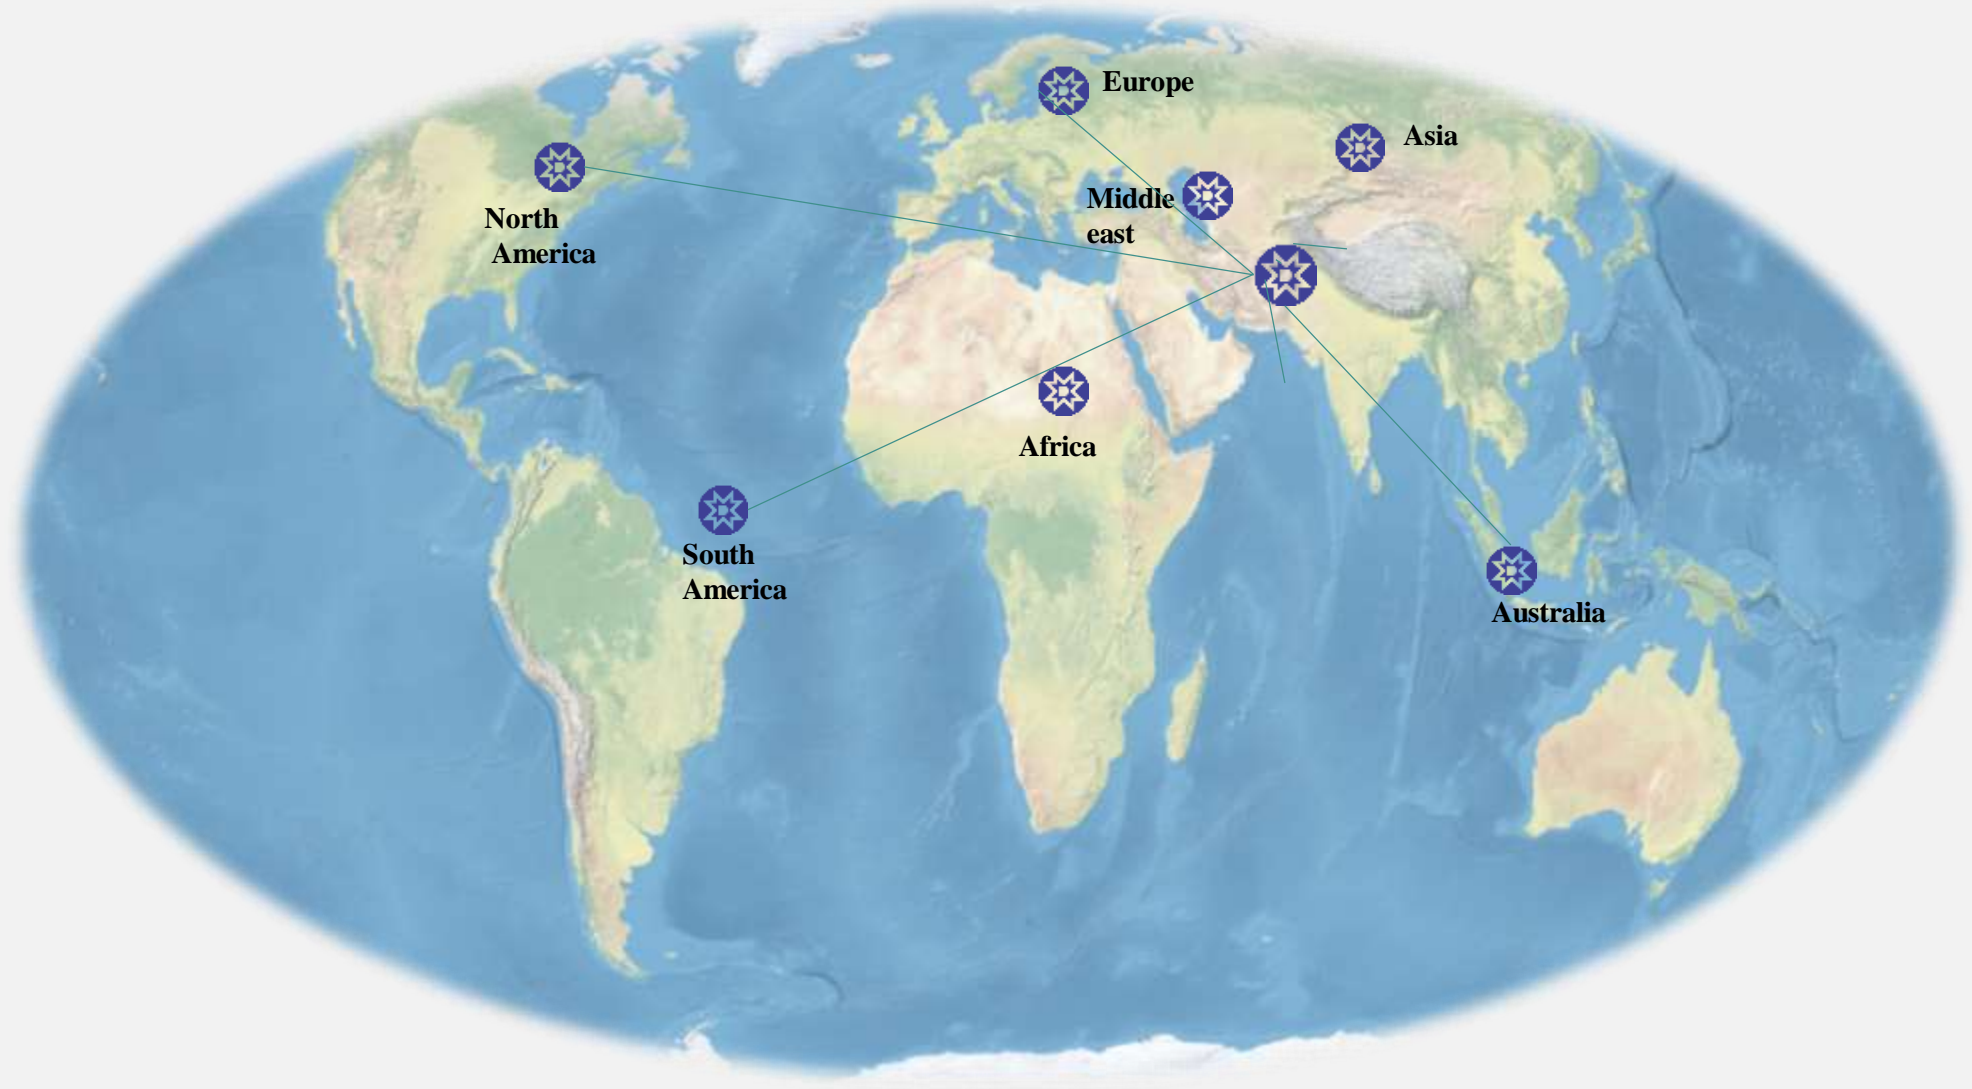 Europe
Asia
Middle
east
North
America
Africa
South
America
Australia